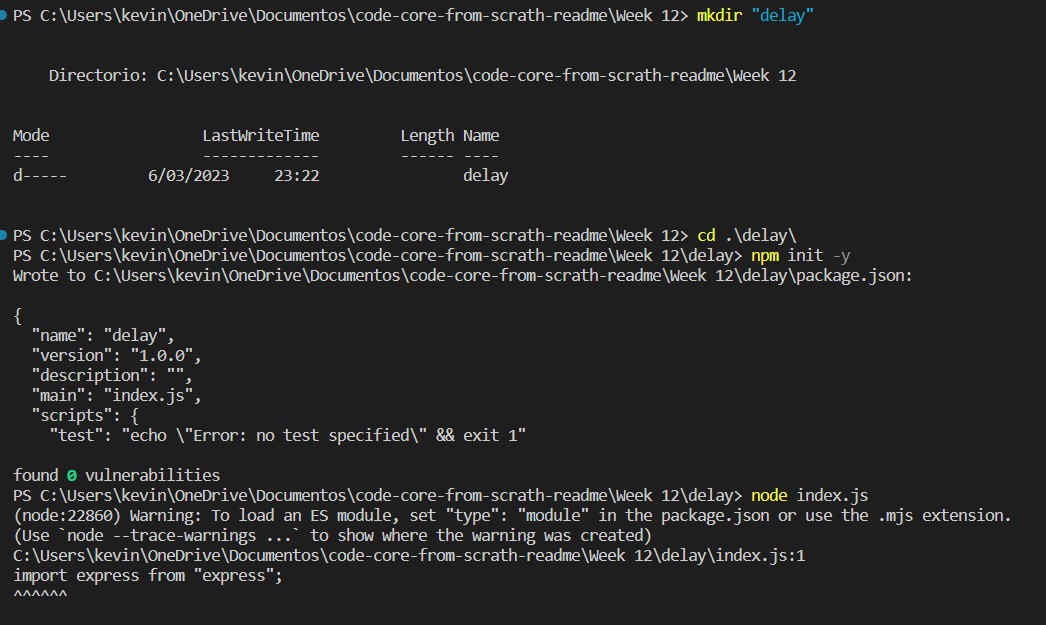 PS C:\Users\kevin\OneDrive\Documentos\code-core-from-scrath-readme\Week 12> mkdir "delay"
Directorio: C:\Users\kevin\OneDrive\Documentos\code-core-from-scrath-readme\Week 12
Mode LastWriteTime Length Name
---- ------------- ------ ----
d----- 6/03/2023 23:22 delay
PS C:\Users\kevin\OneDrive\Documentos\code-core-from-scrath-readme\Week 12> cd .\delay\
PS C:\Users\kevin\OneDrive\Documentos\code-core-from-scrath-readme\Week 12\delay> npm init -y
Wrote to C:\Users\kevin\OneDrive\Documentos\code-core-from-scrath-readme\Week 12\delay\package.json:
{
"name": "delay",
"version": "1.0.0",
"description": "",
"main": "index.js",
"scripts": {
"test": "echo \"Error: no test specified\" && exit 1"
found 0 vulnerabilities
PS C:\Users\kevin\OneDrive\Documentos\code-core-from-scrath-readme\Week 12\delay> node index.js
(node:22860) Warning: To load an ES module, set "type": "module" in the package.json or use the .mjs extension.
(Use `node --trace-warnings ...` to show where the warning was created)
C:\Users\kevin\OneDrive\Documentos\code-core-from-scrath-readme\Week 12\delay\index.js:1
import express from "express";
^^^^^^